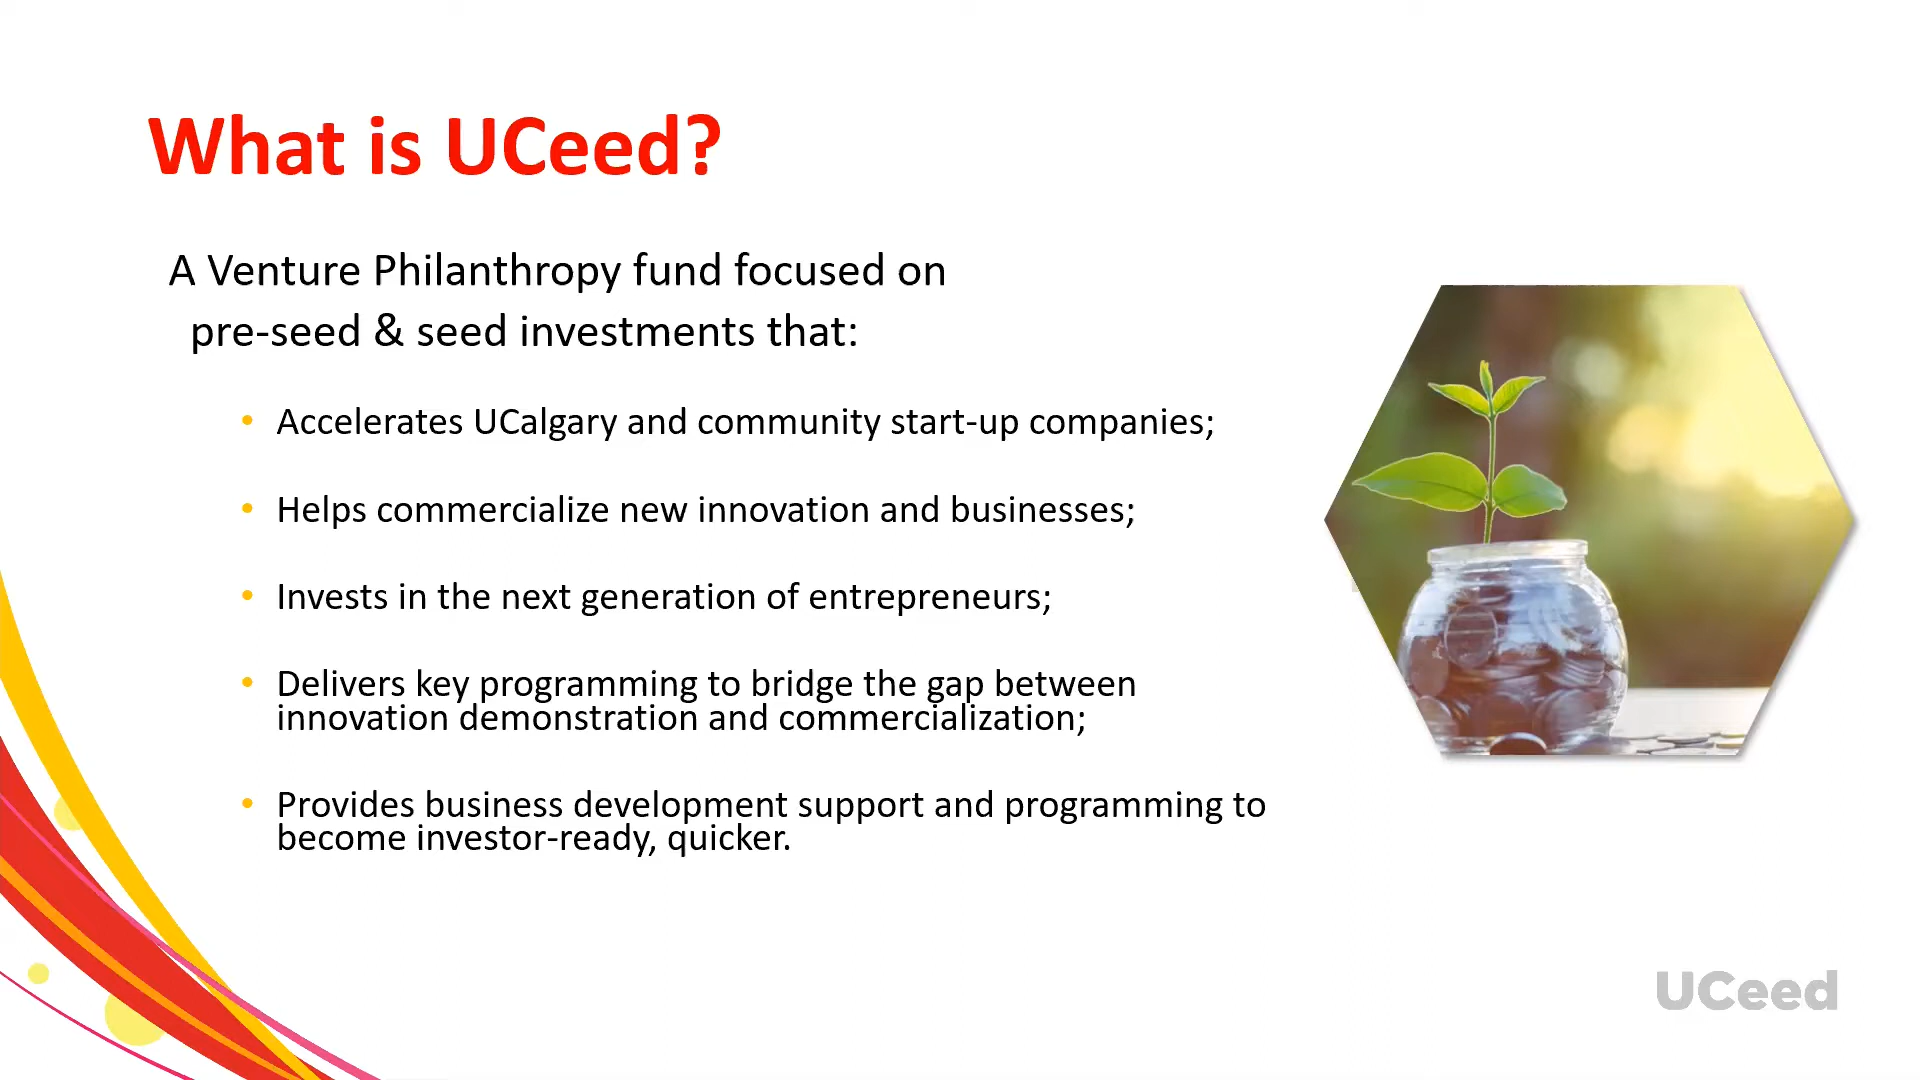 What is UCeed?
A Venture Philanthropy fund focused on
pre-seed & seed investments that:
• Accelerates UCalgary and community start-up companies;
• Helps commercialize new innovation and businesses;
• Invests in the next generation of entrepreneurs;
• Delivers key programming to bridge the gap between
innovation demonstration and commercialization;
• Provides business development support and programming to
become investor-ready, quicker.
UCeed